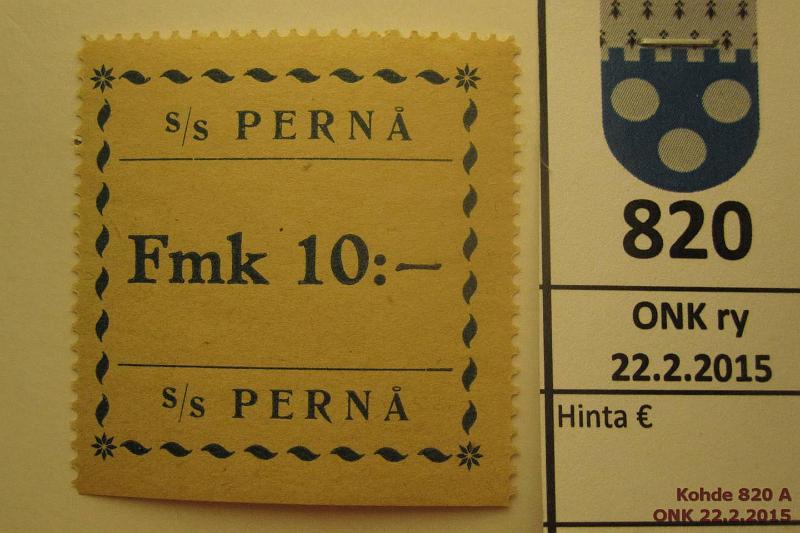 s/s PERNÅ
Fmk 10:—
s/s PERNÅ
820
ONK ry
22.2.2015
Hinta €
Kohde 820 A
ONK 22.2.2015